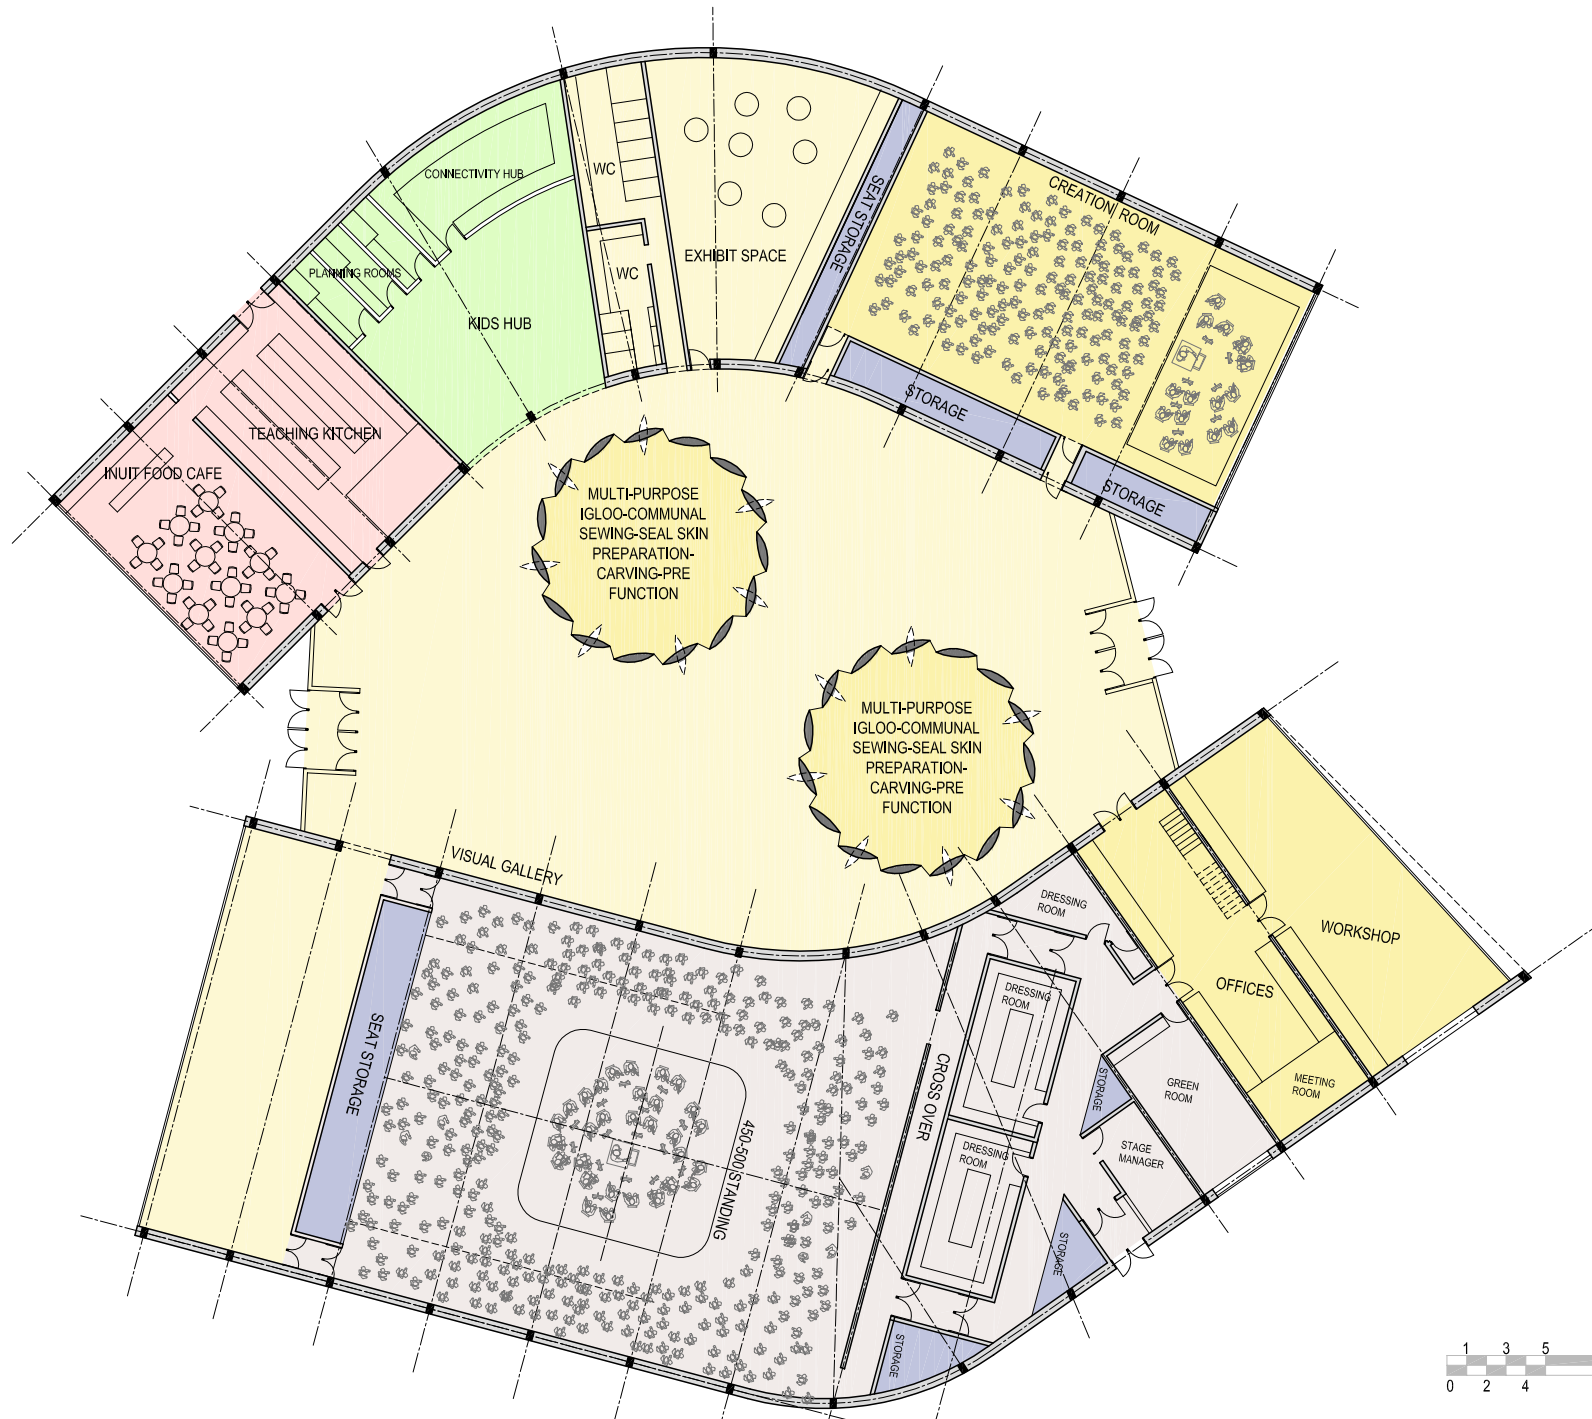 CONNECTIVITY HUB
WC
SEAT STORAGE
CREATION ROOM
EXHIBIT SPACE
PLANNING ROOMS
WC
KIDS HUB
STORAGE
TEACHING KITCHEN
INUIT FOOD CAFE
STORAGE
MULTI-PURPOSE
IGLOO-COMMUNAL
SEWING-SEAL SKIN
PREPARATION-
CARVING-PRE
FUNCTION
MULTI-PURPOSE
IGLOO-COMMUNAL
SEWING-SEAL SKIN
PREPARATION-
CARVING-PRE
FUNCTION
VISUAL GALLERY
DRESSING
ROOM
WORKSHOP
OFFICES
DRESSING
ROOM
SEAT STORAGE
CROSS OVER
STORAGE
GREEN
ROOM
MEETING
ROOM
450-500 STANDING
DRESSING
ROOM
STAGE
MANAGER
STORAGE
STORAGE
1 3 5
0 2 4